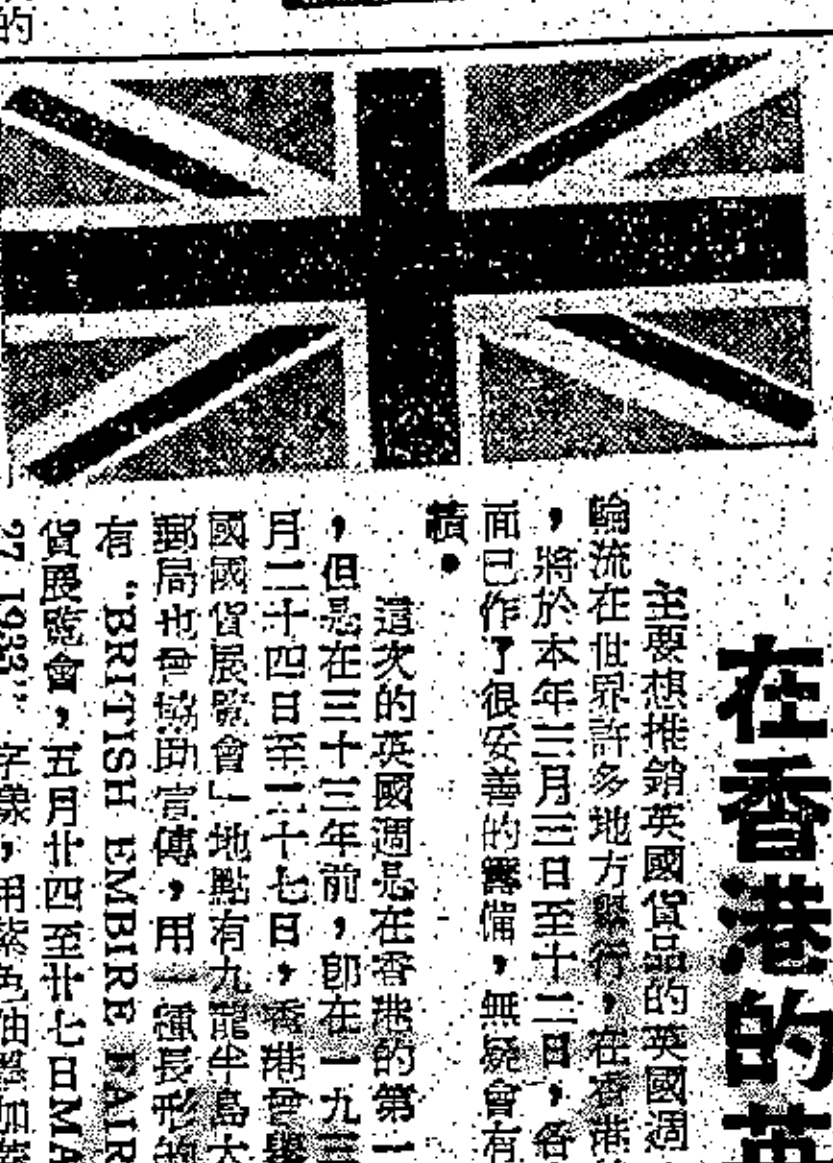 的
在香港的英
主要想推銷英國貨品的英國週
輪流在世界許多地方舉行，在香港
，將於本年三月三日至十二日，各
面已作了很妥善的籌備，無疑會有
績。
這次的英國週是在香港的第一
，但是在三十三年前，卽在一九三
月二十四日至二十七日，香港曾舉
國國貨展覽會」地點有九龍半島大
郵局也曾協助宣傳，用一種長形的
有 "BRITISH EMBIRE FAIR
貨展覽會，五月廿四至廿七日MA
27 1933" 字樣，用紫色油墨加蓋